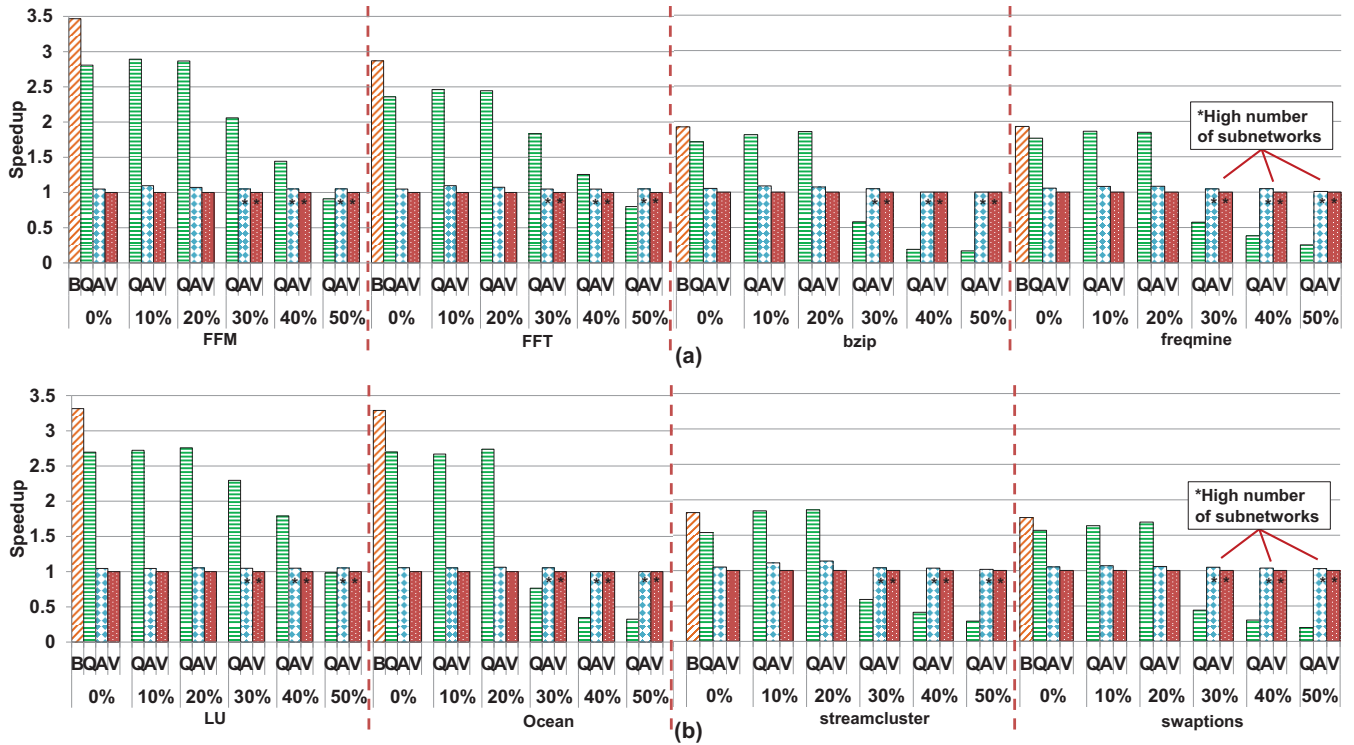 3.5
3
2.5
2
1.5
1
0.5
0
Speedup
*High number
of subnetworks
* * * * * * * * * * * * * * * * * * * * * * * *
BQAV QAV QAV QAV QAV QAV BQAV QAV QAV QAV QAV QAV BQAV QAV QAV QAV QAV QAV BQAV QAV QAV QAV QAV QAV
0% 10% 20% 30% 40% 50% 0% 10% 20% 30% 40% 50% 0% 10% 20% 30% 40% 50% 0% 10% 20% 30% 40% 50%
FFM FFT bzip freqmine
(a)
3.5
3
2.5
2
1.5
1
0.5
0
Speedup
*High number
of subnetworks
* * * * * * * * * * * * * * * * * * * * * * * *
BQAV QAV QAV QAV QAV QAV BQAV QAV QAV QAV QAV QAV BQAV QAV QAV QAV QAV QAV BQAV QAV QAV QAV QAV QAV
0% 10% 20% 30% 40% 50% 0% 10% 20% 30% 40% 50% 0% 10% 20% 30% 40% 50% 0% 10% 20% 30% 40% 50%
LU Ocean streamcluster swaptions
(b)